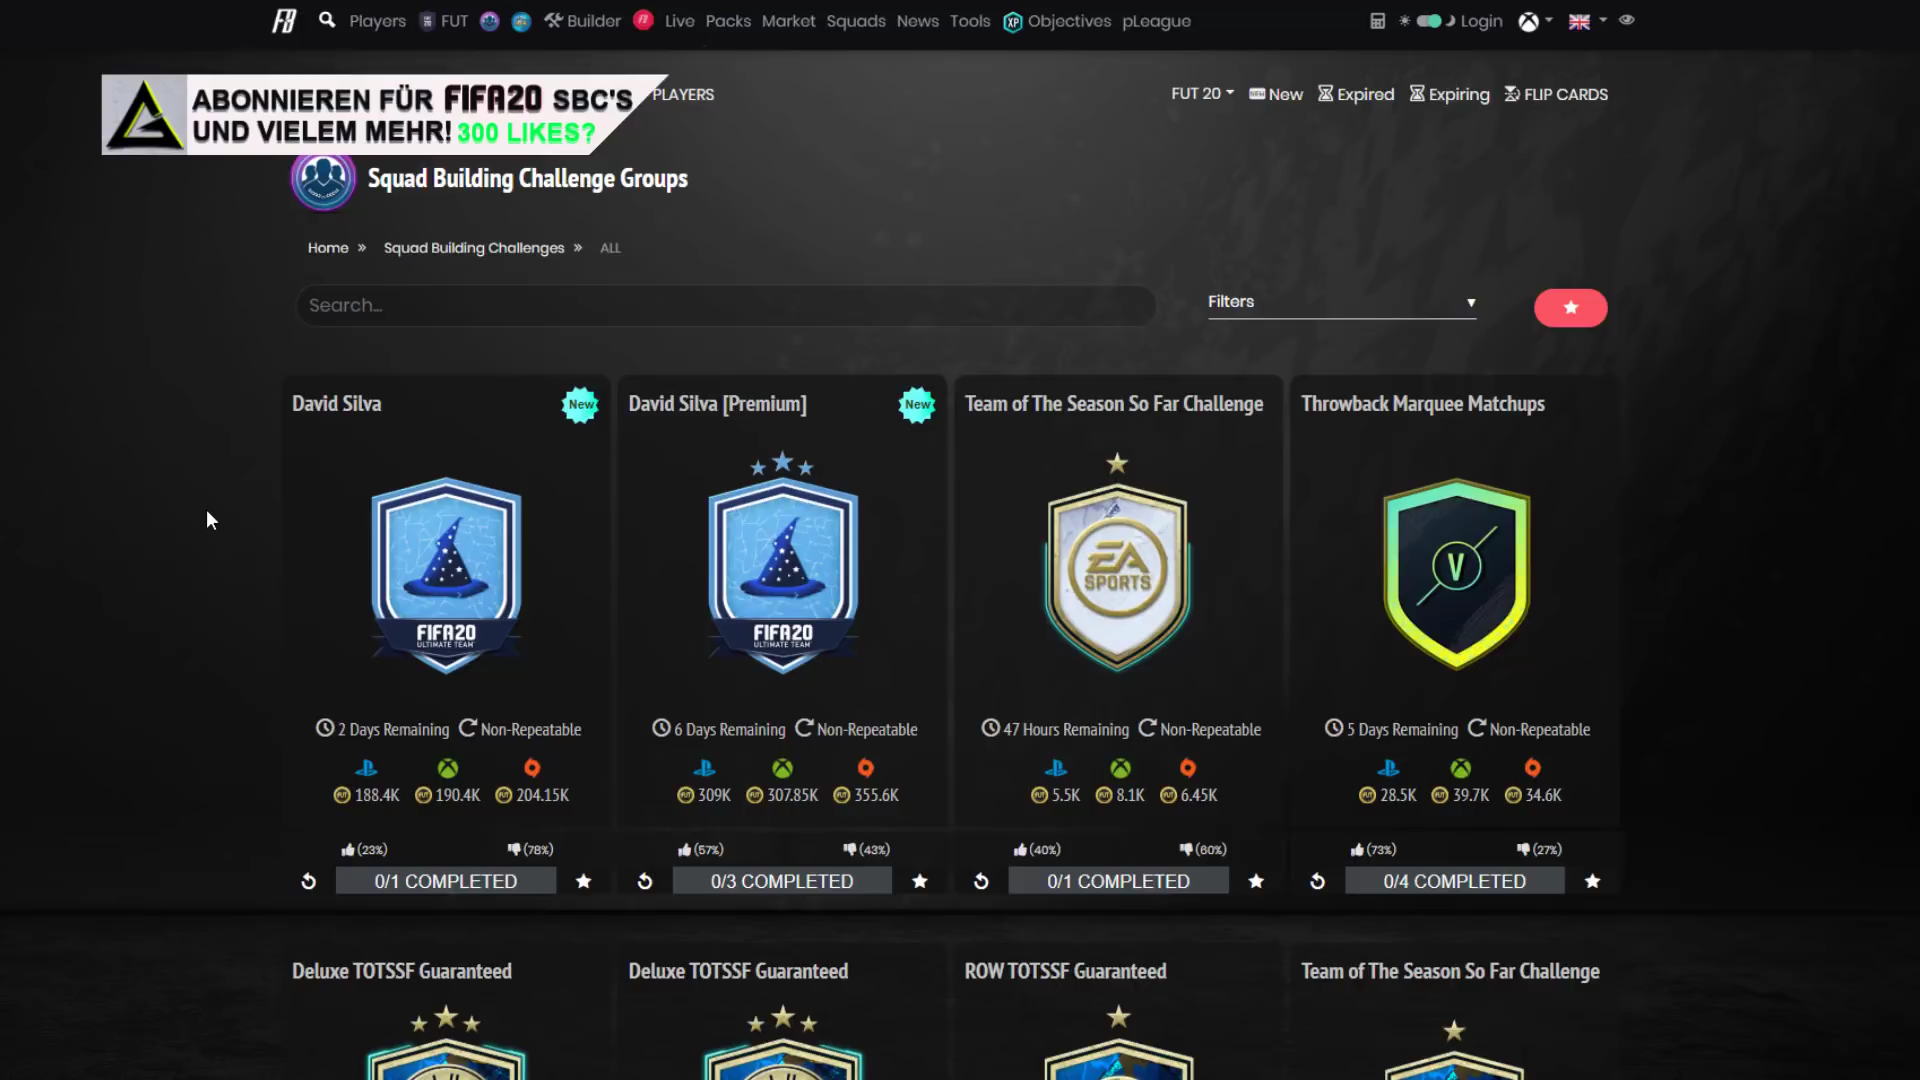 FB Players FUT Builder Live Packs Market Squads News Tools XP Objectives pLeague Login
ABONNIEREN FÜR FIFA20 SBC'S
UND VIELEM MEHR! 300 LIKES?
PLAYERS
FUT 20 New Expired Expiring FLIP CARDS
Squad Building Challenge Groups
Home » Squad Building Challenges » ALL
Search...
Filters
David Silva New
David Silva [Premium] New
Team of The Season So Far Challenge
Throwback Marquee Matchups
FIFA20
ULTIMATE TEAM
FIFA20
ULTIMATE TEAM
EA
SPORTS
V
2 Days Remaining Non-Repeatable
6 Days Remaining Non-Repeatable
47 Hours Remaining Non-Repeatable
5 Days Remaining Non-Repeatable
188.4K 190.4K 204.15K
309K 307.85K 355.6K
5.5K 8.1K 6.45K
28.5K 39.7K 34.6K
(23%) (78%)
(57%) (43%)
(40%) (60%)
(73%) (27%)
0/1 COMPLETED
0/3 COMPLETED
0/1 COMPLETED
0/4 COMPLETED
Deluxe TOTSSF Guaranteed
Deluxe TOTSSF Guaranteed
ROW TOTSSF Guaranteed
Team of The Season So Far Challenge